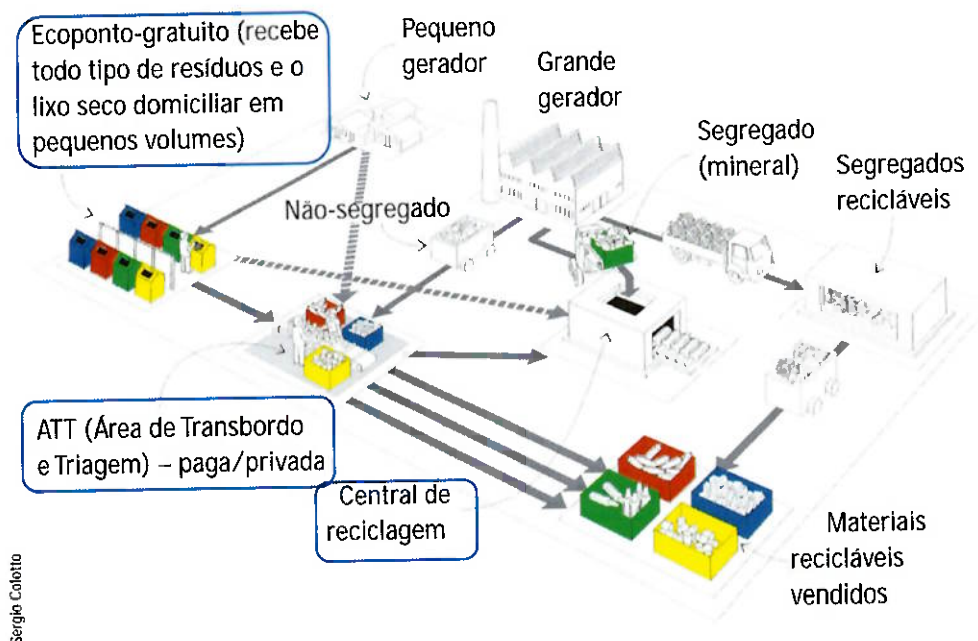 Ecoponto-gratuito (recebe
todo tipo de resíduos e o
lixo seco domiciliar em
pequenos volumes)
Pequeno
gerador
Grande
gerador
Segregado
(mineral)
Segregados
recicláveis
Não-segregado
ATT (Área de Transbordo
e Triagem) – paga/privada
Central de
reciclagem
Materiais
recicláveis
vendidos
Sergio Colotto